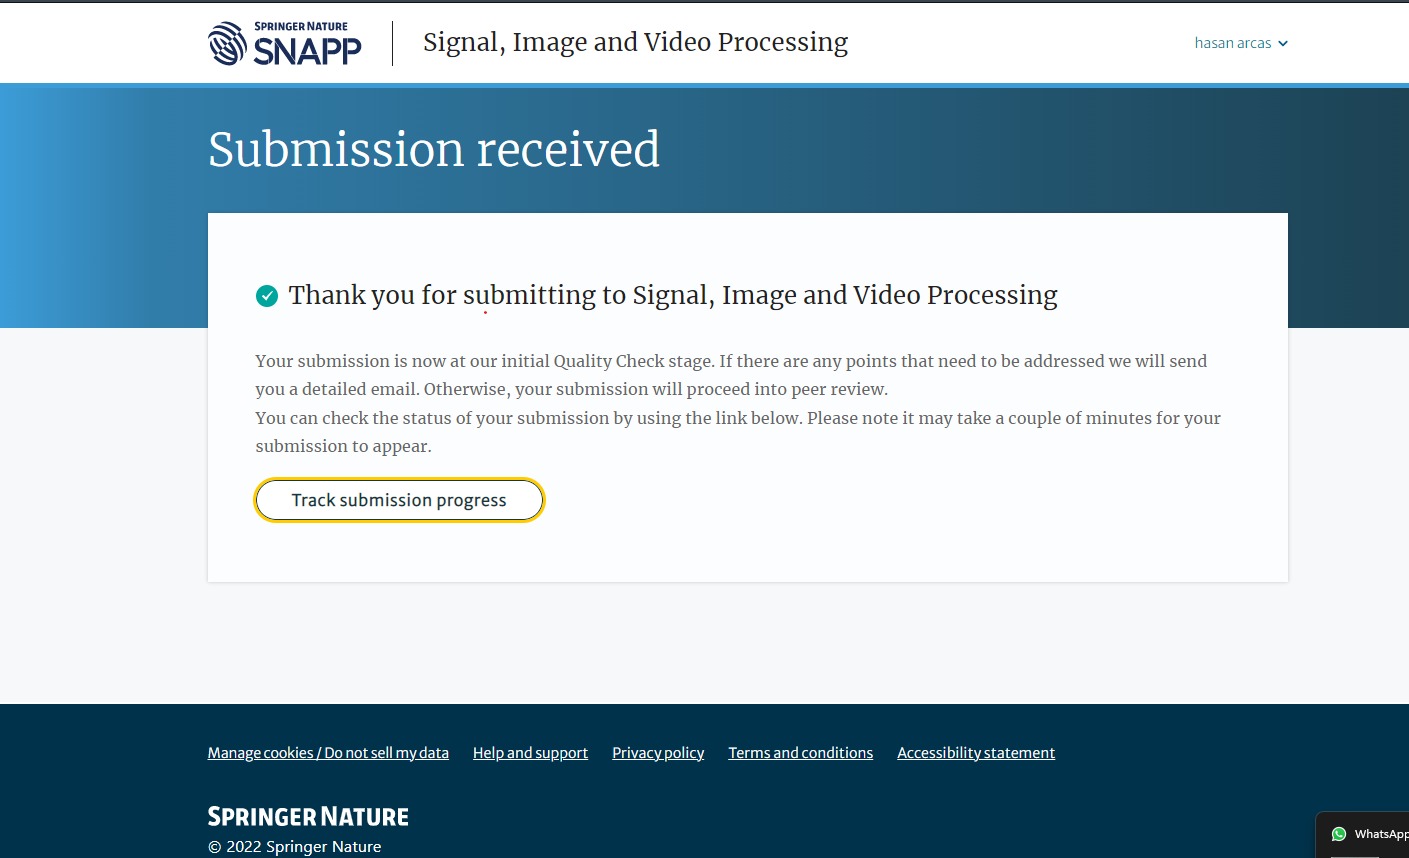 SPRINGER NATURE
SNAPP
Signal, Image and Video Processing
hasan arcas
Submission received
Thank you for submitting to Signal, Image and Video Processing
Your submission is now at our initial Quality Check stage. If there are any points that need to be addressed we will send
you a detailed email. Otherwise, your submission will proceed into peer review.
You can check the status of your submission by using the link below. Please note it may take a couple of minutes for your
submission to appear.
Track submission progress
Manage cookies / Do not sell my data
Help and support
Privacy policy
Terms and conditions
Accessibility statement
SPRINGER NATURE
© 2022 Springer Nature
WhatsApp